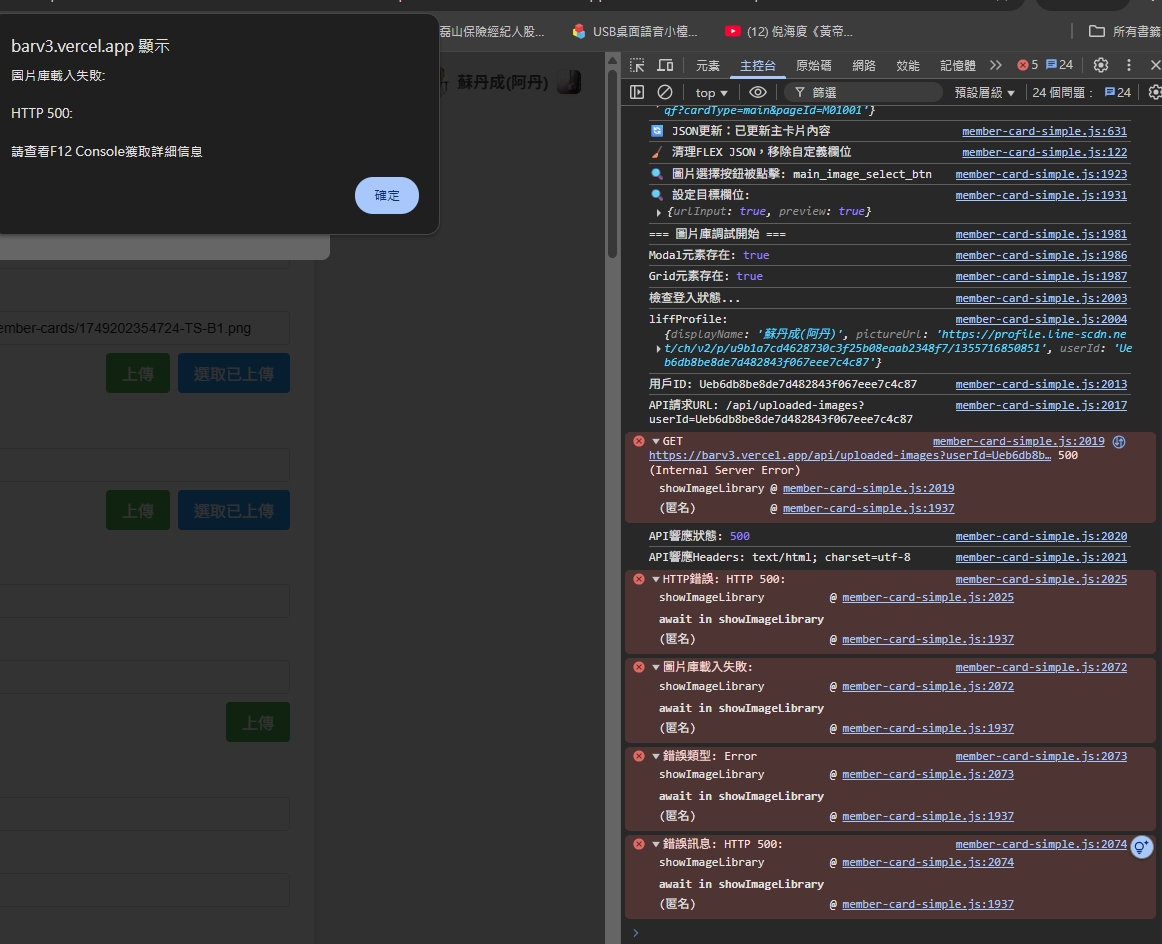 barv3.vercel.app 顯示
圖片庫載入失敗:
HTTP 500:
請查看F12 Console獲取詳細信息
確定
磊山保險經紀人股...
USB桌面語音小檯...
(12) 倪海廈《黃帝...
所有書籤
蘇丹成(阿丹)
ember-cards/1749202354724-TS-B1.png
上傳
選取已上傳
上傳
選取已上傳
上傳
元素
主控台
原始碼
網路
效能
記憶體
5
24
top
篩選
預設層級
24 個問題：
24
qf?cardType=main&pageId=M01001'}
JSON更新：已更新主卡片內容 member-card-simple.js:631
清理FLEX JSON，移除自定義欄位 member-card-simple.js:122
圖片選擇按鈕被點擊: main_image_select_btn member-card-simple.js:1923
設定目標欄位: member-card-simple.js:1931
{urlInput: true, preview: true}
=== 圖片庫調試開始 === member-card-simple.js:1981
Modal元素存在: true member-card-simple.js:1986
Grid元素存在: true member-card-simple.js:1987
檢查登入狀態... member-card-simple.js:2003
liffProfile: member-card-simple.js:2004
{displayName: '蘇丹成(阿丹)', pictureUrl: 'https://profile.line-scdn.ne
t/ch/v2/p/u9b1a7cd4628730c3f25b08eaab2348f7/1355716850851', userId: 'Ue
b6db8be8de7d482843f067eee7c4c87'}
用戶ID: Ueb6db8be8de7d482843f067eee7c4c87 member-card-simple.js:2013
API請求URL: /api/uploaded-images? member-card-simple.js:2017
userId=Ueb6db8be8de7d482843f067eee7c4c87
GET member-card-simple.js:2019
https://barv3.vercel.app/api/uploaded-images?userId=Ueb6db8b… 500
(Internal Server Error)
showImageLibrary @ member-card-simple.js:2019
(匿名) @ member-card-simple.js:1937
API響應狀態: 500 member-card-simple.js:2020
API響應Headers: text/html; charset=utf-8 member-card-simple.js:2021
HTTP錯誤: HTTP 500: member-card-simple.js:2025
showImageLibrary @ member-card-simple.js:2025
await in showImageLibrary
(匿名) @ member-card-simple.js:1937
圖片庫載入失敗: member-card-simple.js:2072
showImageLibrary @ member-card-simple.js:2072
await in showImageLibrary
(匿名) @ member-card-simple.js:1937
錯誤類型: Error member-card-simple.js:2073
showImageLibrary @ member-card-simple.js:2073
await in showImageLibrary
(匿名) @ member-card-simple.js:1937
錯誤訊息: HTTP 500: member-card-simple.js:2074
showImageLibrary @ member-card-simple.js:2074
await in showImageLibrary
(匿名) @ member-card-simple.js:1937